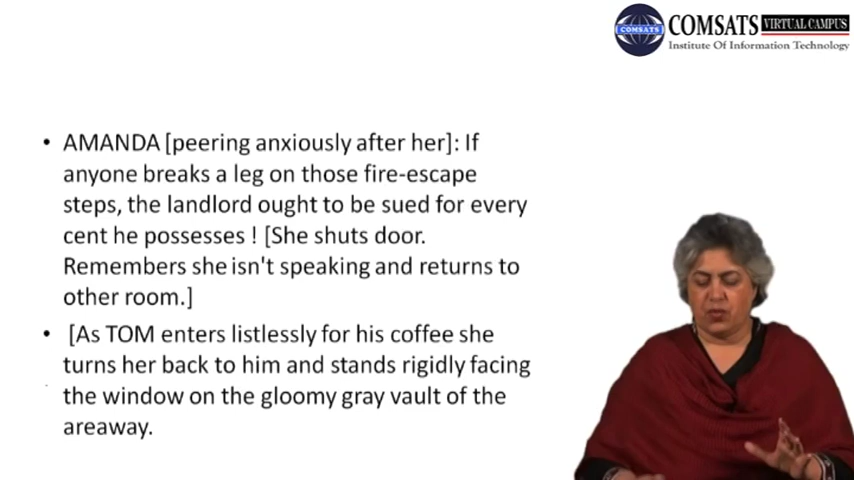 COMSATS
COMSATS VIRTUAL CAMPUS
Institute Of Information Technology
• AMANDA [peering anxiously after her]: If
anyone breaks a leg on those fire-escape
steps, the landlord ought to be sued for every
cent he possesses ! [She shuts door.
Remembers she isn't speaking and returns to
other room.]
• [As TOM enters listlessly for his coffee she
turns her back to him and stands rigidly facing
the window on the gloomy gray vault of the
areaway.